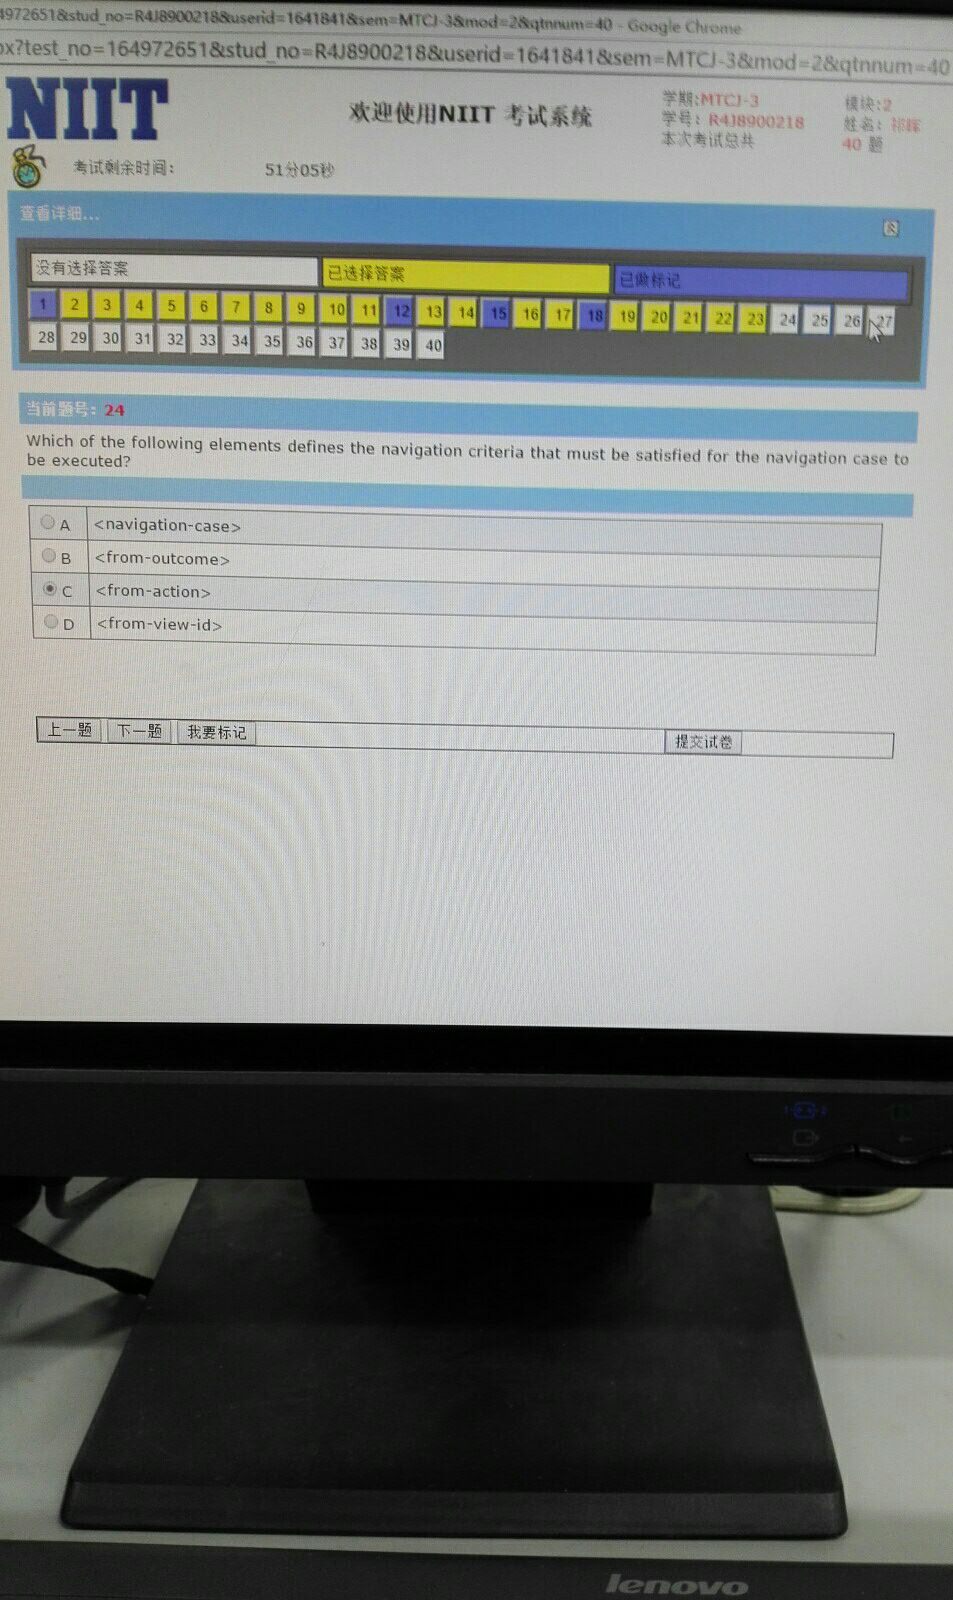 4972651&stud_no=R4J8900218&userid=1641841&sem=MTCJ-3&mod=2&qtnnum=40 - Google Chrome
ox?test_no=164972651&stud_no=R4J8900218&userid=1641841&sem=MTCJ-3&mod=2&qtnnum=40
NIIT
欢迎使用NIIT 考试系统
学期:MTCJ-3
模块:2
学号: R4J8900218
姓名: 祁辉
本次考试总共
40 题
考试剩余时间:
51分05秒
查看详细...
没有选择答案 已选择答案 已做标记
1 2 3 4 5 6 7 8 9 10 11 12 13 14 15 16 17 18 19 20 21 22 23 24 25 26 27
28 29 30 31 32 33 34 35 36 37 38 39 40
当前题号: 24
Which of the following elements defines the navigation criteria that must be satisfied for the navigation case to
be executed?
A <navigation-case>
B <from-outcome>
C <from-action>
D <from-view-id>
上一题 下一题 我要标记 提交试卷
lenovo